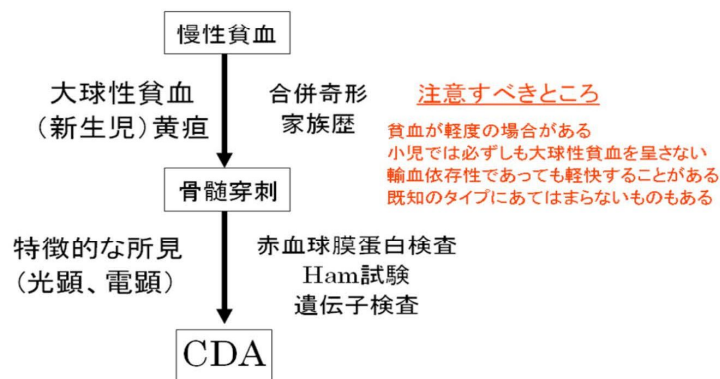 慢性貧血
大球性貧血
（新生児）黄疸
合併奇形
家族歴
注意すべきところ
貧血が軽度の場合がある
小児では必ずしも大球性貧血を呈さない
輸血依存性であっても軽快することがある
既知のタイプにあてはまらないものもある
骨髄穿刺
特徴的な所見
（光顕、電顕）
赤血球膜蛋白検査
Ham試験
遺伝子検査
CDA